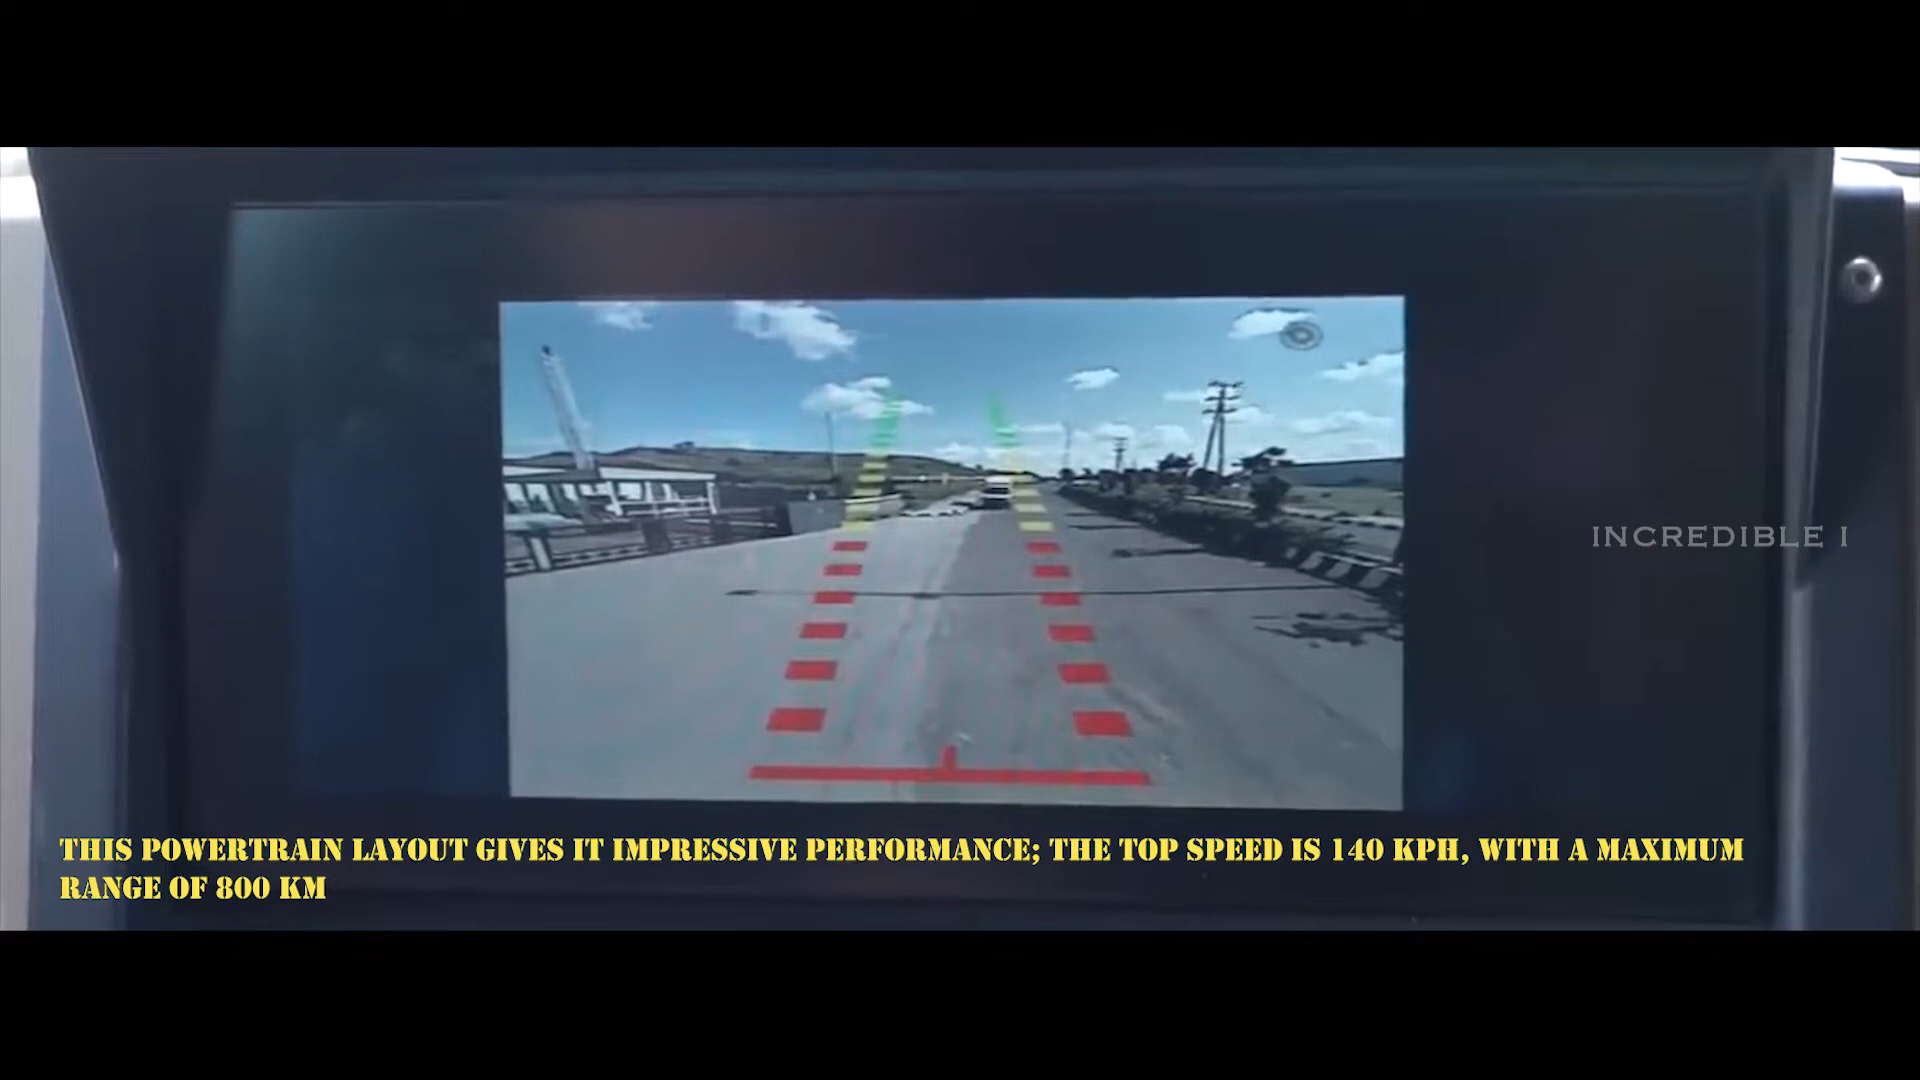 INCREDIBLE I
THIS POWERTRAIN LAYOUT GIVES IT IMPRESSIVE PERFORMANCE; THE TOP SPEED IS 140 KPH, WITH A MAXIMUM
RANGE OF 800 KM